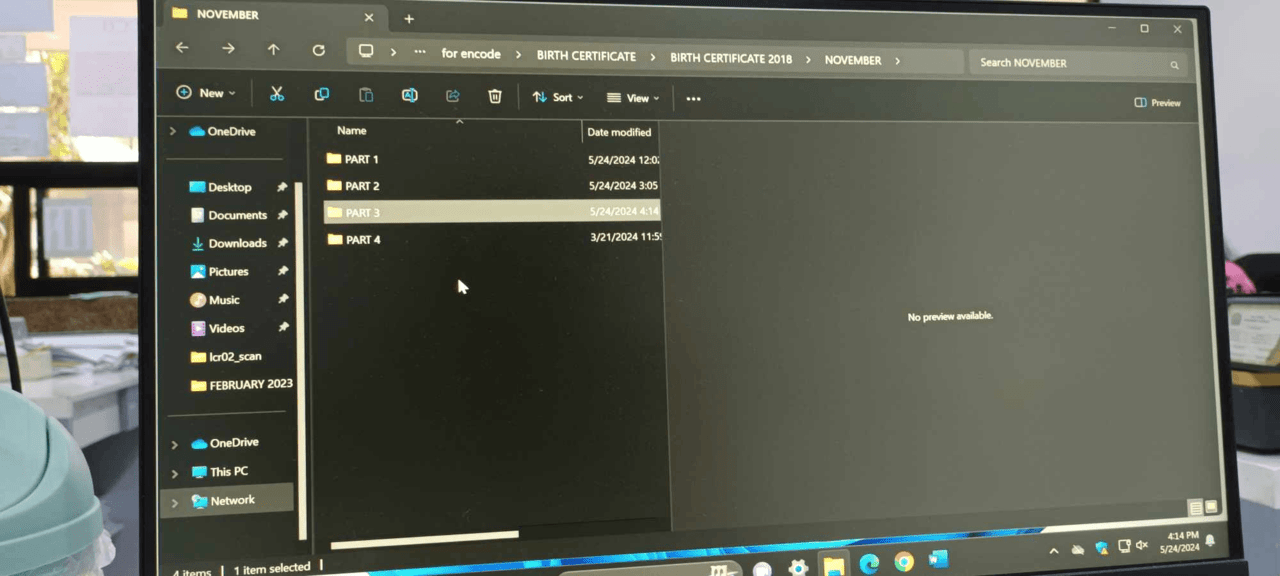 NOVEMBER
for encode > BIRTH CERTIFICATE > BIRTH CERTIFICATE 2018 > NOVEMBER >
Search NOVEMBER
New
Sort
View
Preview
OneDrive
Name
Date modified
PART 1 5/24/2024 12:02
PART 2 5/24/2024 3:05
PART 3 5/24/2024 4:14
PART 4 3/21/2024 11:5
Desktop
Documents
Downloads
Pictures
Music
Videos
lcr02_scan
FEBRUARY 2023
OneDrive
This PC
Network
No preview available.
4 items
1 item selected
4:14 PM
5/24/2024